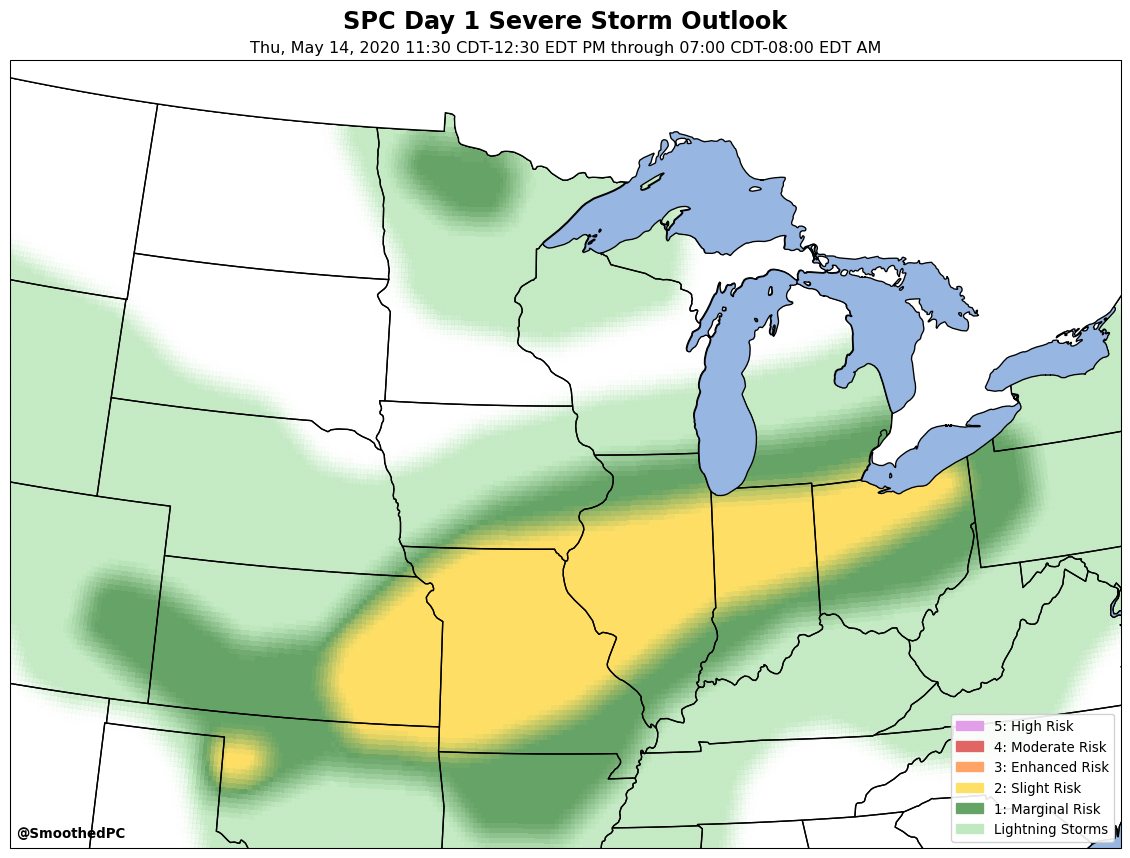 SPC Day 1 Severe Storm Outlook
Thu, May 14, 2020 11:30 CDT-12:30 EDT PM through 07:00 CDT-08:00 EDT AM
5: High Risk
4: Moderate Risk
3: Enhanced Risk
2: Slight Risk
1: Marginal Risk
Lightning Storms
@SmoothedPC